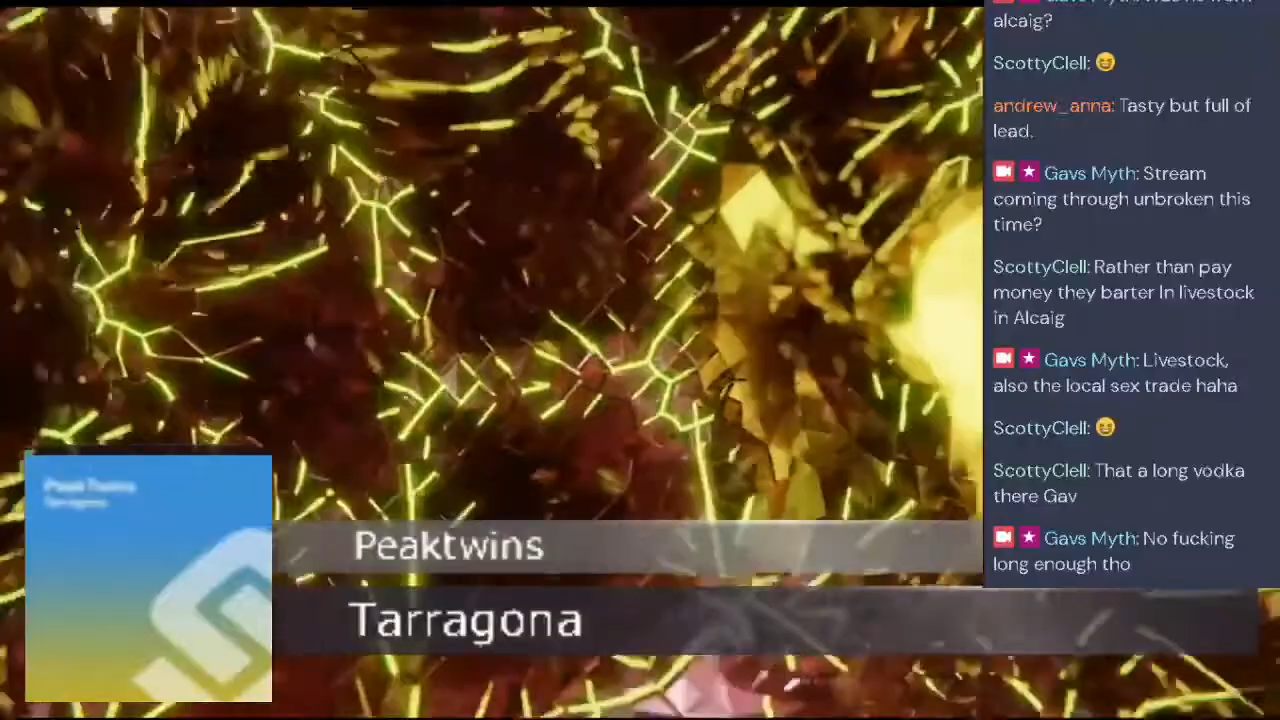 alcaig?
ScottyClell: 😆
andrew_anna: Tasty but full of
lead.
Gavs Myth: Stream
coming through unbroken this
time?
ScottyClell: Rather than pay
money they barter In livestock
in Alcaig
Gavs Myth: Livestock,
also the local sex trade haha
ScottyClell: 😆
ScottyClell: That a long vodka
there Gav
Gavs Myth: No fucking
long enough tho
PeakTwins
Tarragona
Peaktwins
Tarragona